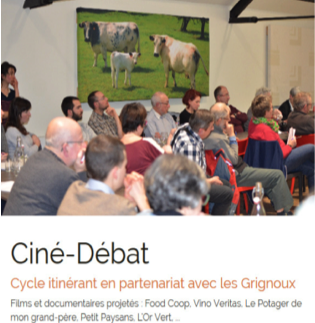 Ciné-Débat
Cycle itinérant en partenariat avec les Grignoux
Films et documentaires projetés : Food Coop, Vino Veritas, Le Potager de
mon grand-père, Petit Paysans, L'Or Vert, ...